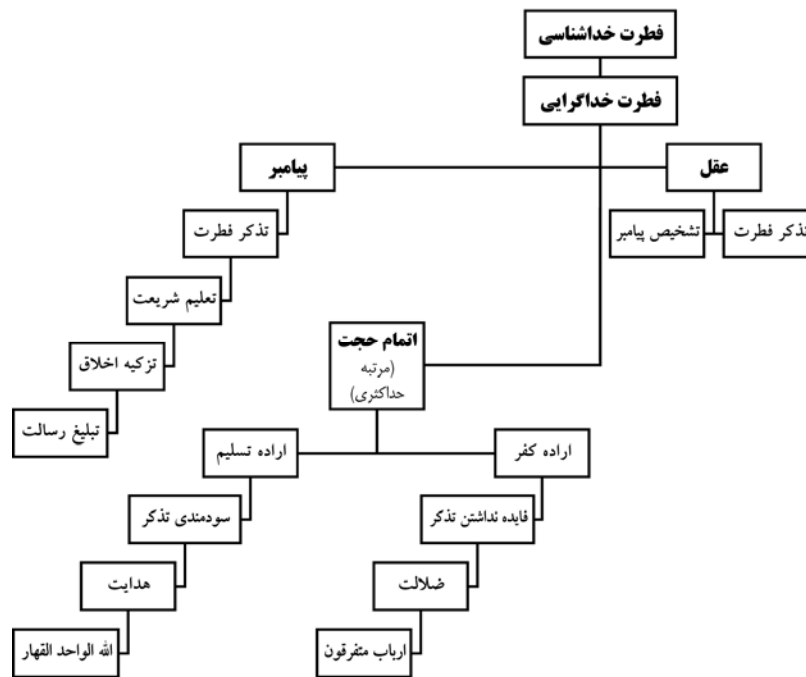 فطرت خداشناسی
فطرت خداگرایی
عقل
پیامبر
تذکر فطرت
تشخیص پیامبر
تذکر فطرت
تعلیم شریعت
تزکیه اخلاق
تبلیغ رسالت
اتمام حجت
(مرتبه
حداکثری)
اراده کفر
اراده تسلیم
فایده نداشتن تذکر
سودمندی تذکر
ضلالت
هدایت
ارباب متفرقون
الله الواحد القهار